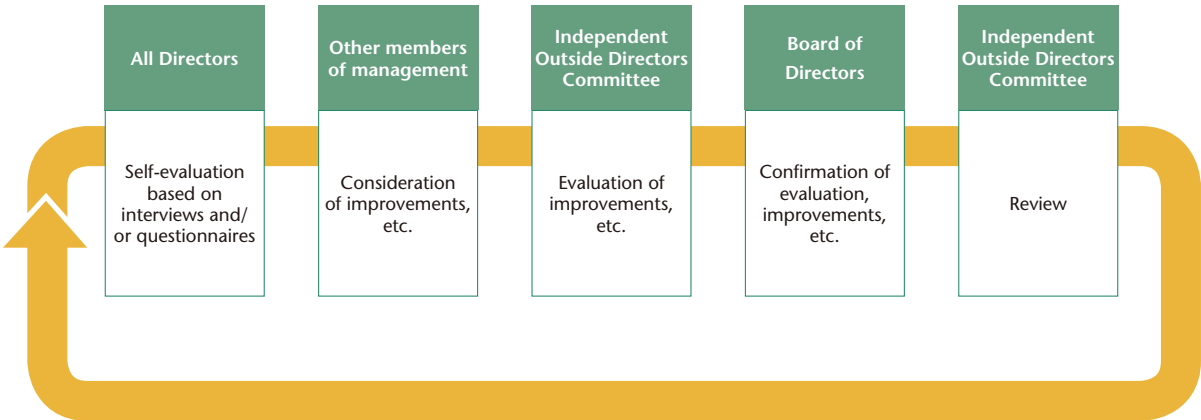 All Directors
Self-evaluation
based on
interviews and/
or questionnaires
Other members
of management
Consideration
of improvements,
etc.
Independent
Outside Directors
Committee
Evaluation of
improvements,
etc.
Board of
Directors
Confirmation of
evaluation,
improvements,
etc.
Independent
Outside Directors
Committee
Review